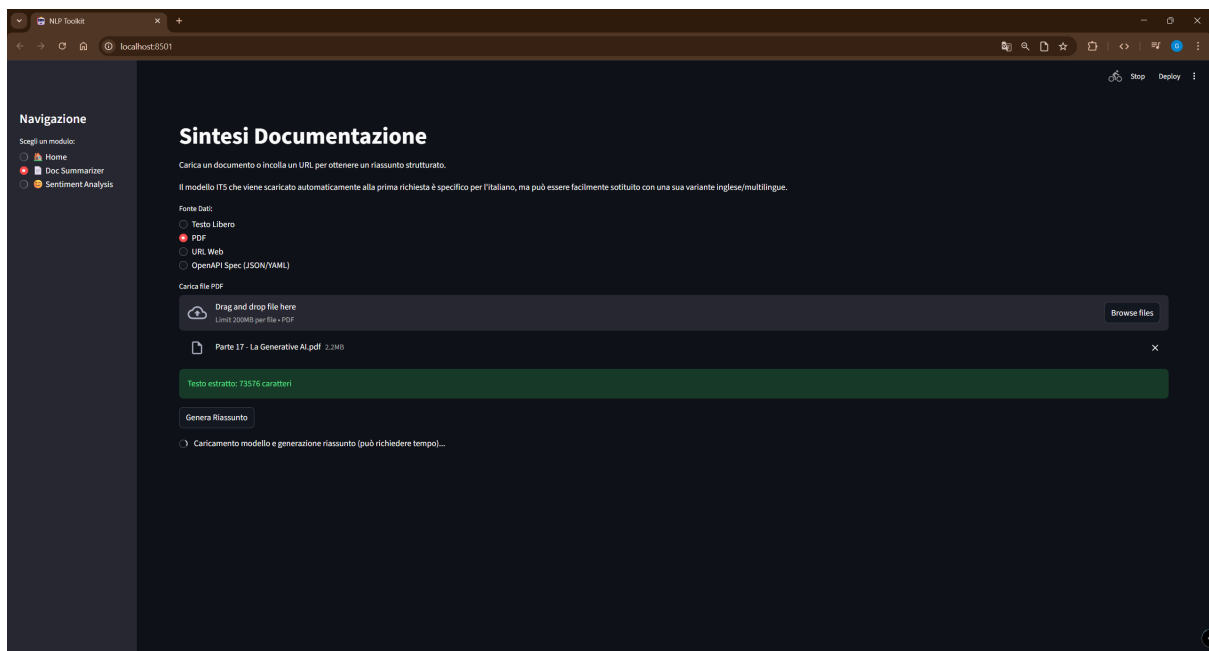 NLP Toolkit
localhost:8501
Stop Deploy
Navigazione
Scegli un modulo:
Home
Doc Summarizer
Sentiment Analysis
Sintesi Documentazione
Carica un documento o incolla un URL per ottenere un riassunto strutturato.
Il modello IT5 che viene scaricato automaticamente alla prima richiesta è specifico per l'italiano, ma può essere facilmente sotituito con una sua variante inglese/multilingue.
Fonte Dati:
Testo Libero
PDF
URL Web
OpenAPI Spec (JSON/YAML)
Carica file PDF
Drag and drop file here
Limit 200MB per file • PDF
Browse files
Parte 17 - La Generative AI.pdf 2.2MB
Testo estratto: 73576 caratteri
Genera Riassunto
Caricamento modello e generazione riassunto (può richiedere tempo)...